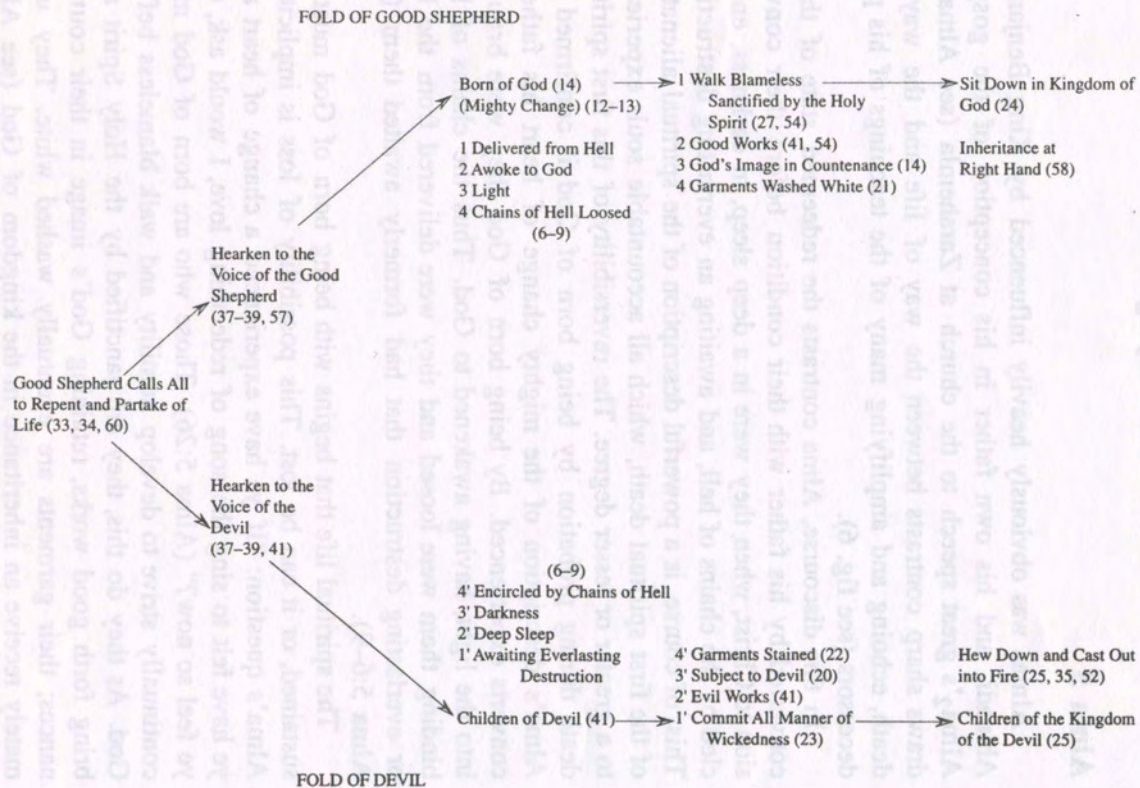 FOLD OF GOOD SHEPHERD
Born of God (14)
(Mighty Change) (12–13)
1 Delivered from Hell
2 Awoke to God
3 Light
4 Chains of Hell Loosed
(6–9)
1 Walk Blameless
Sanctified by the Holy
Spirit (27, 54)
2 Good Works (41, 54)
3 God's Image in Countenance (14)
4 Garments Washed White (21)
Sit Down in Kingdom of
God (24)
Inheritance at
Right Hand (58)
Hearken to the
Voice of the Good
Shepherd
(37–39, 57)
Good Shepherd Calls All
to Repent and Partake of
Life (33, 34, 60)
Hearken to the
Voice of the
Devil
(37–39, 41)
(6–9)
4' Encircled by Chains of Hell
3' Darkness
2' Deep Sleep
1' Awaiting Everlasting
Destruction
Children of Devil (41)
4' Garments Stained (22)
3' Subject to Devil (20)
2' Evil Works (41)
1' Commit All Manner of
Wickedness (23)
Hew Down and Cast Out
into Fire (25, 35, 52)
Children of the Kingdom
of the Devil (25)
FOLD OF DEVIL